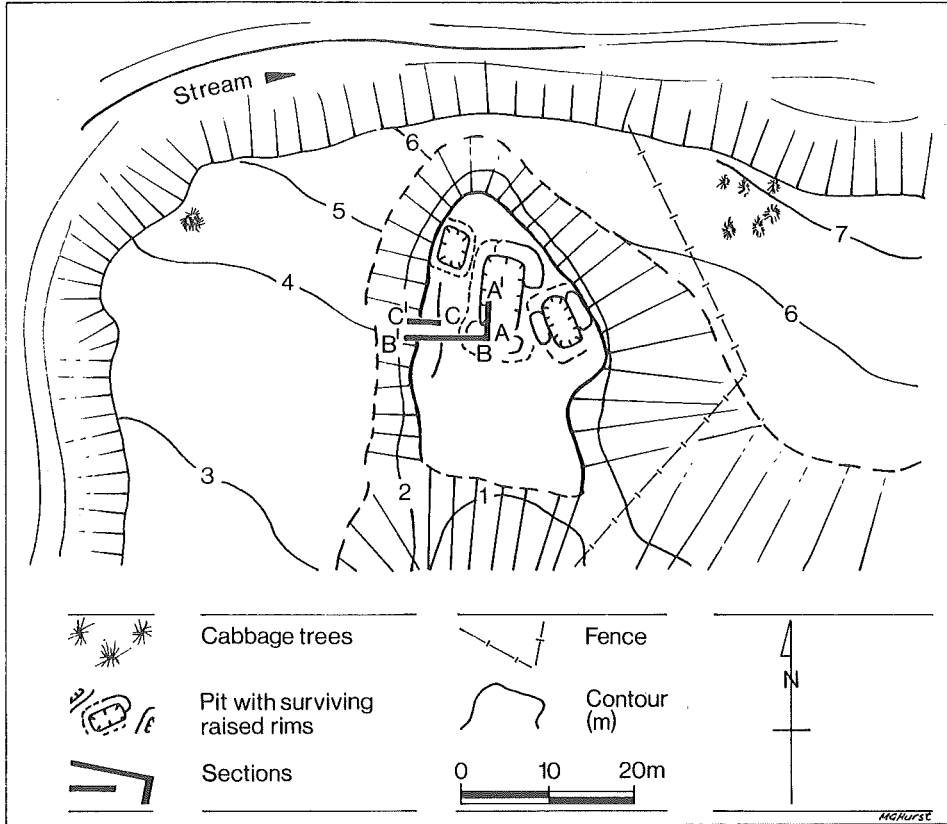 Stream
6
5
4
7
6
3
C' C
B' B
A'
A
2
1
Cabbage trees
Fence
Pit with surviving
raised rims
Contour
(m)
Sections
0 10 20m
N
MGHurst